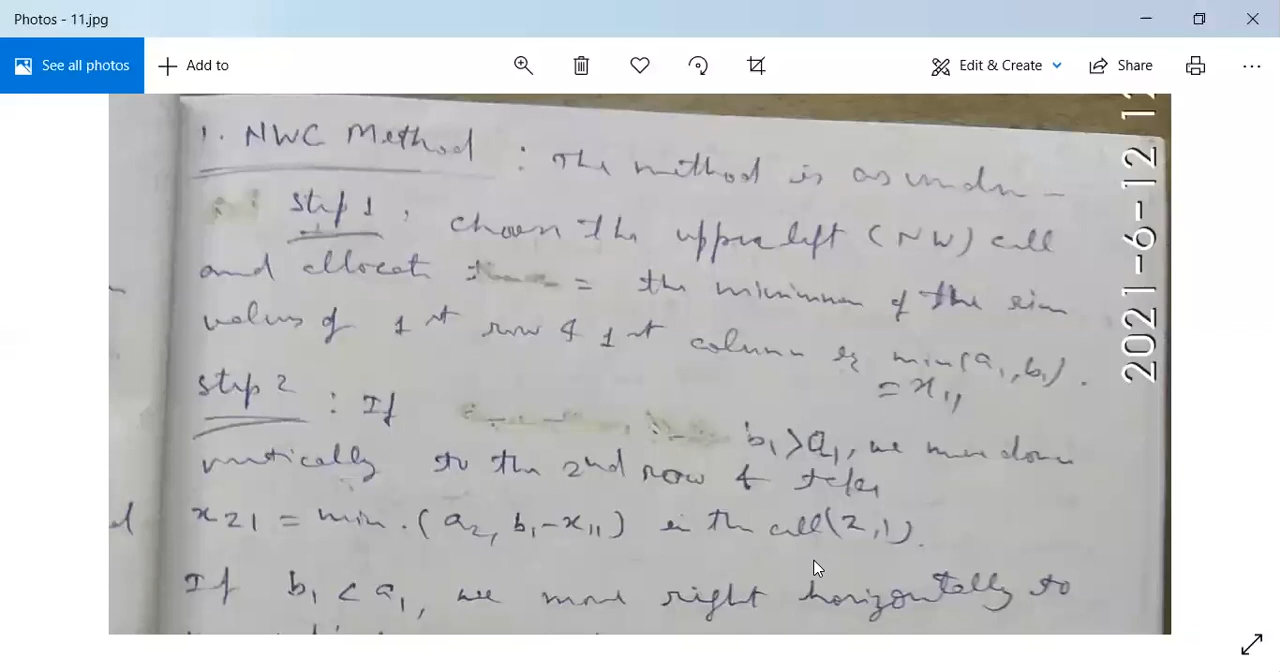 Photos - 11.jpg
See all photos
Add to
Edit & Create
Share
1. NWC Method : The method is as under -
Step 1 : choose the upper left (NW) cell
and allocate = the minimum of the rim
values of 1st row & 1st column ie min(a1, b1).
= x11
Step 2 : If b1 > a1, we move down
vertically to the 2nd row & take
x21 = min. (a2, b1 - x11) in the cell (2,1).
If b1 < a1, we move right horizontally to
2021-6-12 1